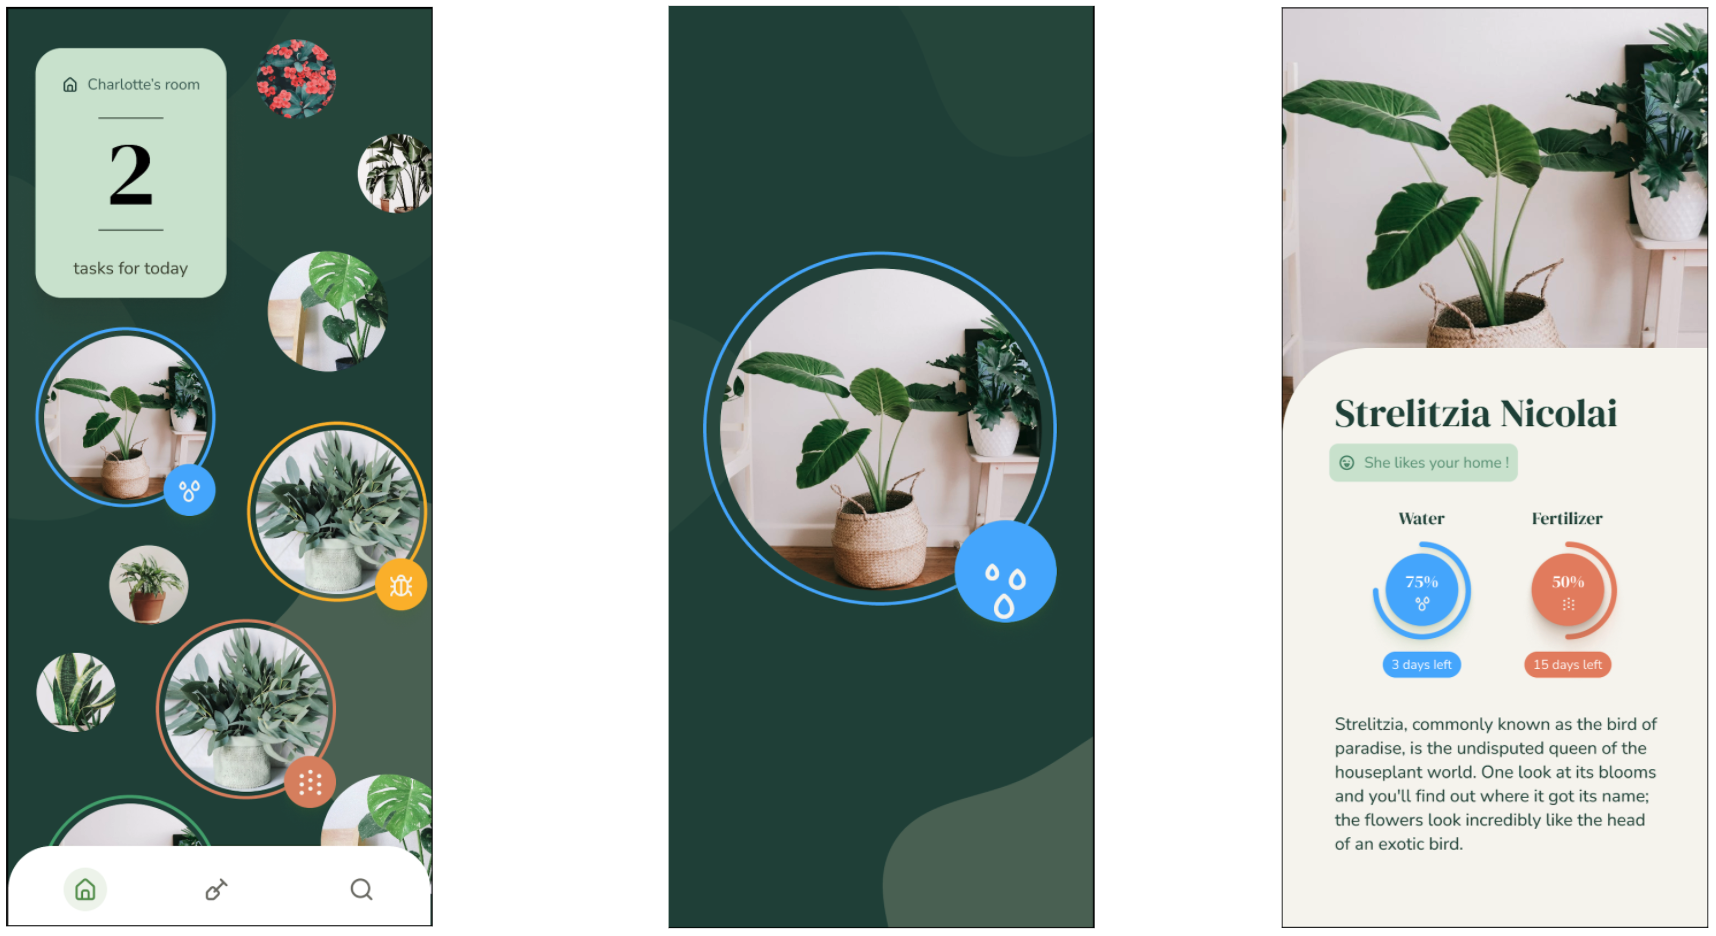 Charlotte's room
2
tasks for today
Strelitzia Nicolai
She likes your home !
Water
Fertilizer
75%
50%
3 days left
15 days left
Strelitzia, commonly known as the bird of
paradise, is the undisputed queen of the
houseplant world. One look at its blooms
and you'll find out where it got its name;
the flowers look incredibly like the head
of an exotic bird.